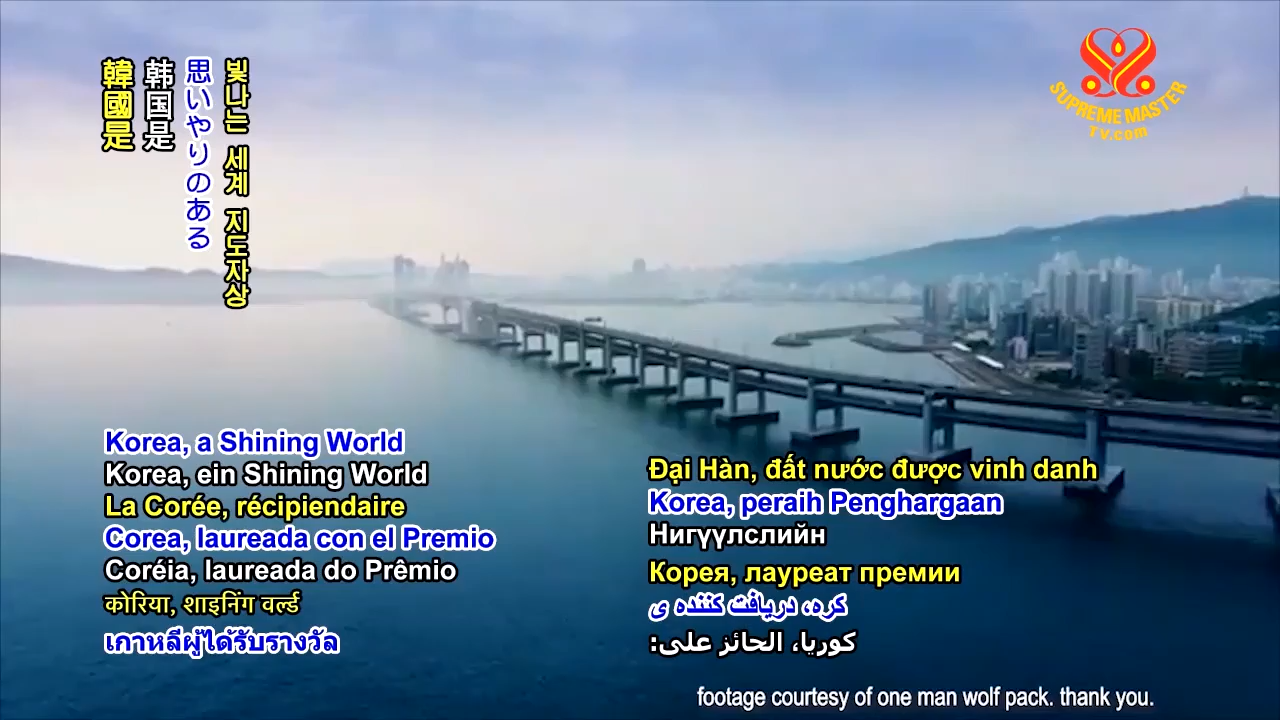 韓國是
韩国是
思いやりのある
빛나는 세계 지도자상
SUPREME MASTER
TV.com
Korea, a Shining World
Korea, ein Shining World
La Corée, récipiendaire
Corea, laureada con el Premio
Coréia, laureada do Prêmio
कोरिया, शाइनिंग वर्ल्ड
เกาหลีผู้ได้รับรางวัล
Đại Hàn, đất nước được vinh danh
Korea, peraih Penghargaan
Нигүүлслийн
Корея, лауреат премии
کره، دریافت کننده ی
كوريا، الحائز على:
footage courtesy of one man wolf pack. thank you.